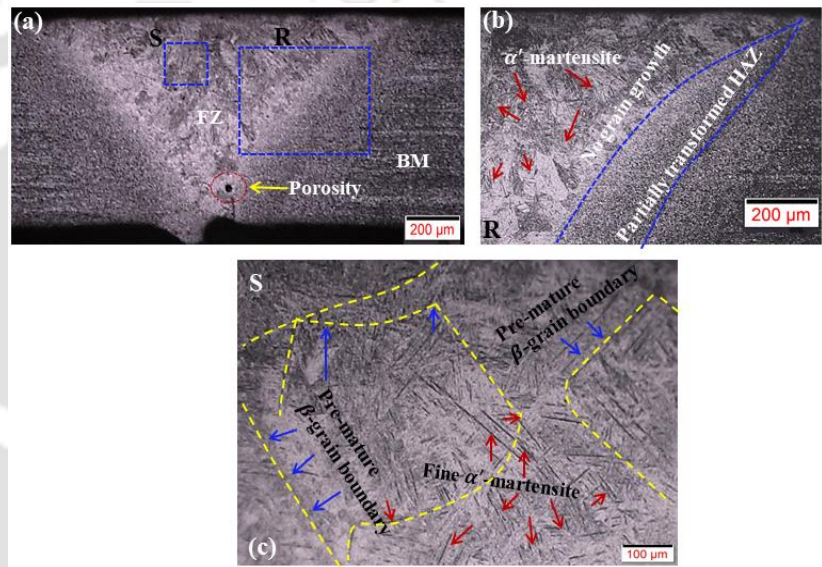 (a)
S
R
FZ
BM
Porosity
200 µm
(b)
α′-martensite
No grain growth
Partially transformed HAZ
R
200 µm
S
Pre-mature
β-grain boundary
Pre-mature
β-grain boundary
Fine α′-martensite
(c)
100 µm